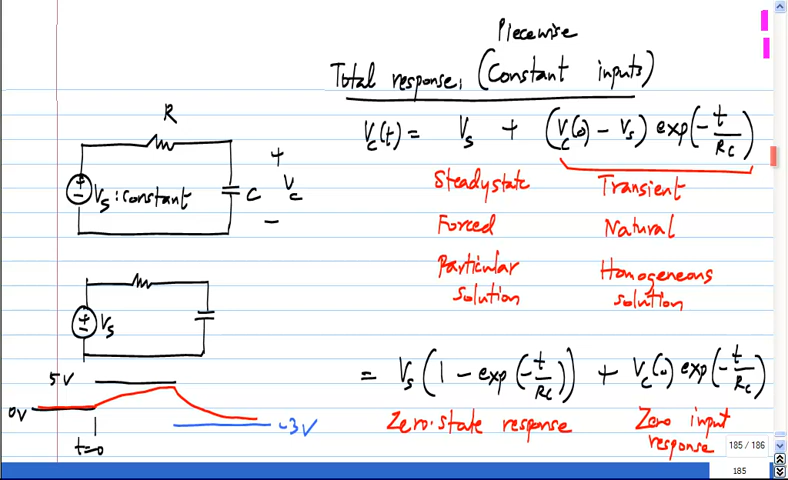 Piecewise
Total response, (Constant inputs)
R
Vc(t) = Vs + (Vc(0) - Vs) exp(-t/RC)
+
Vs: constant
C
Vc
-
Steady state Transient
Forced Natural
Particular solution
Homogeneous solution
Vs
= Vs (1 - exp(-t/RC)) + Vc(0) exp(-t/RC)
5V
0V
-3V
t=0
Zero state response
Zero input response
185 / 186
185